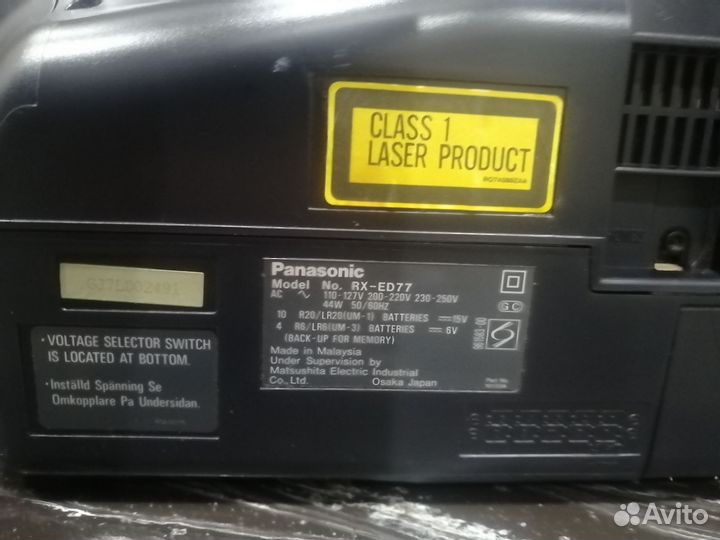 CLASS 1
LASER PRODUCT
Panasonic
Model No. RX-ED77
AC ∿ 110-127V 200-220V 230-250V
44W 50/60HZ
10 R20/LR20(UM-1) BATTERIES ⎓ 15V
4 R6/LR6(UM-3) BATTERIES ⎓ 6V
(BACK-UP FOR MEMORY)
Made in Malaysia
Under Supervision by
Matsushita Electric Industrial
Co., Ltd. Osaka Japan
GC
GJ7LD02491
• VOLTAGE SELECTOR SWITCH
IS LOCATED AT BOTTOM.
• Inställd Spänning Se
Omkopplare Pa Undersidan.
Avito